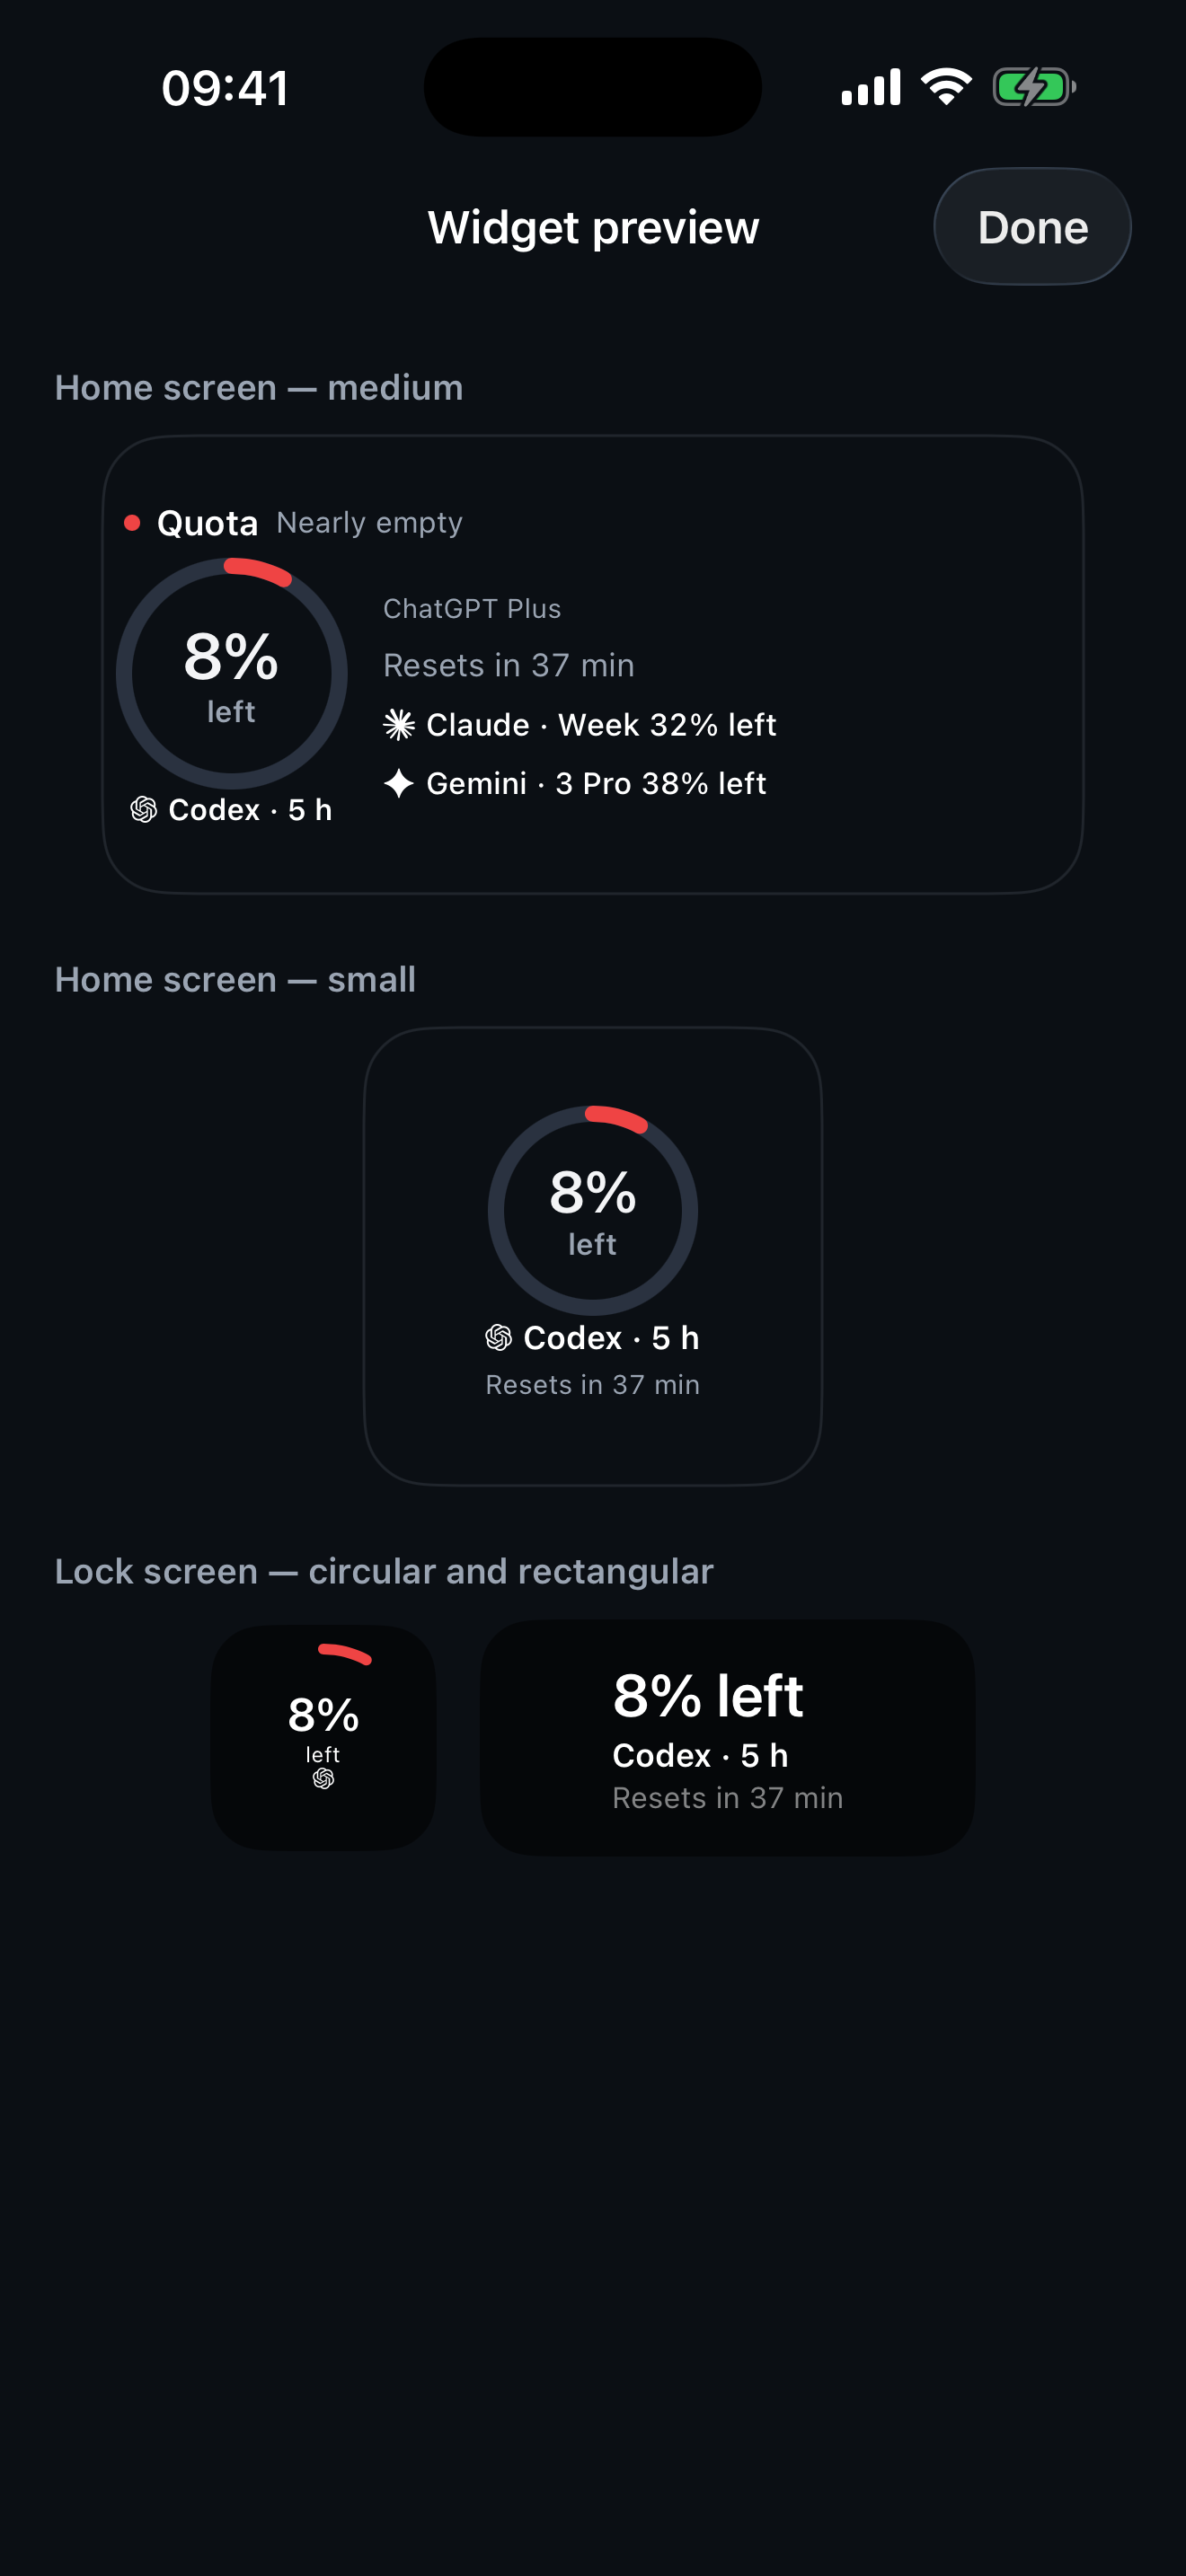 09:41
Widget preview
Done
Home screen — medium
Quota Nearly empty
8%
left
Codex · 5 h
ChatGPT Plus
Resets in 37 min
Claude · Week 32% left
Gemini · 3 Pro 38% left
Home screen — small
8%
left
Codex · 5 h
Resets in 37 min
Lock screen — circular and rectangular
8%
left
8% left
Codex · 5 h
Resets in 37 min